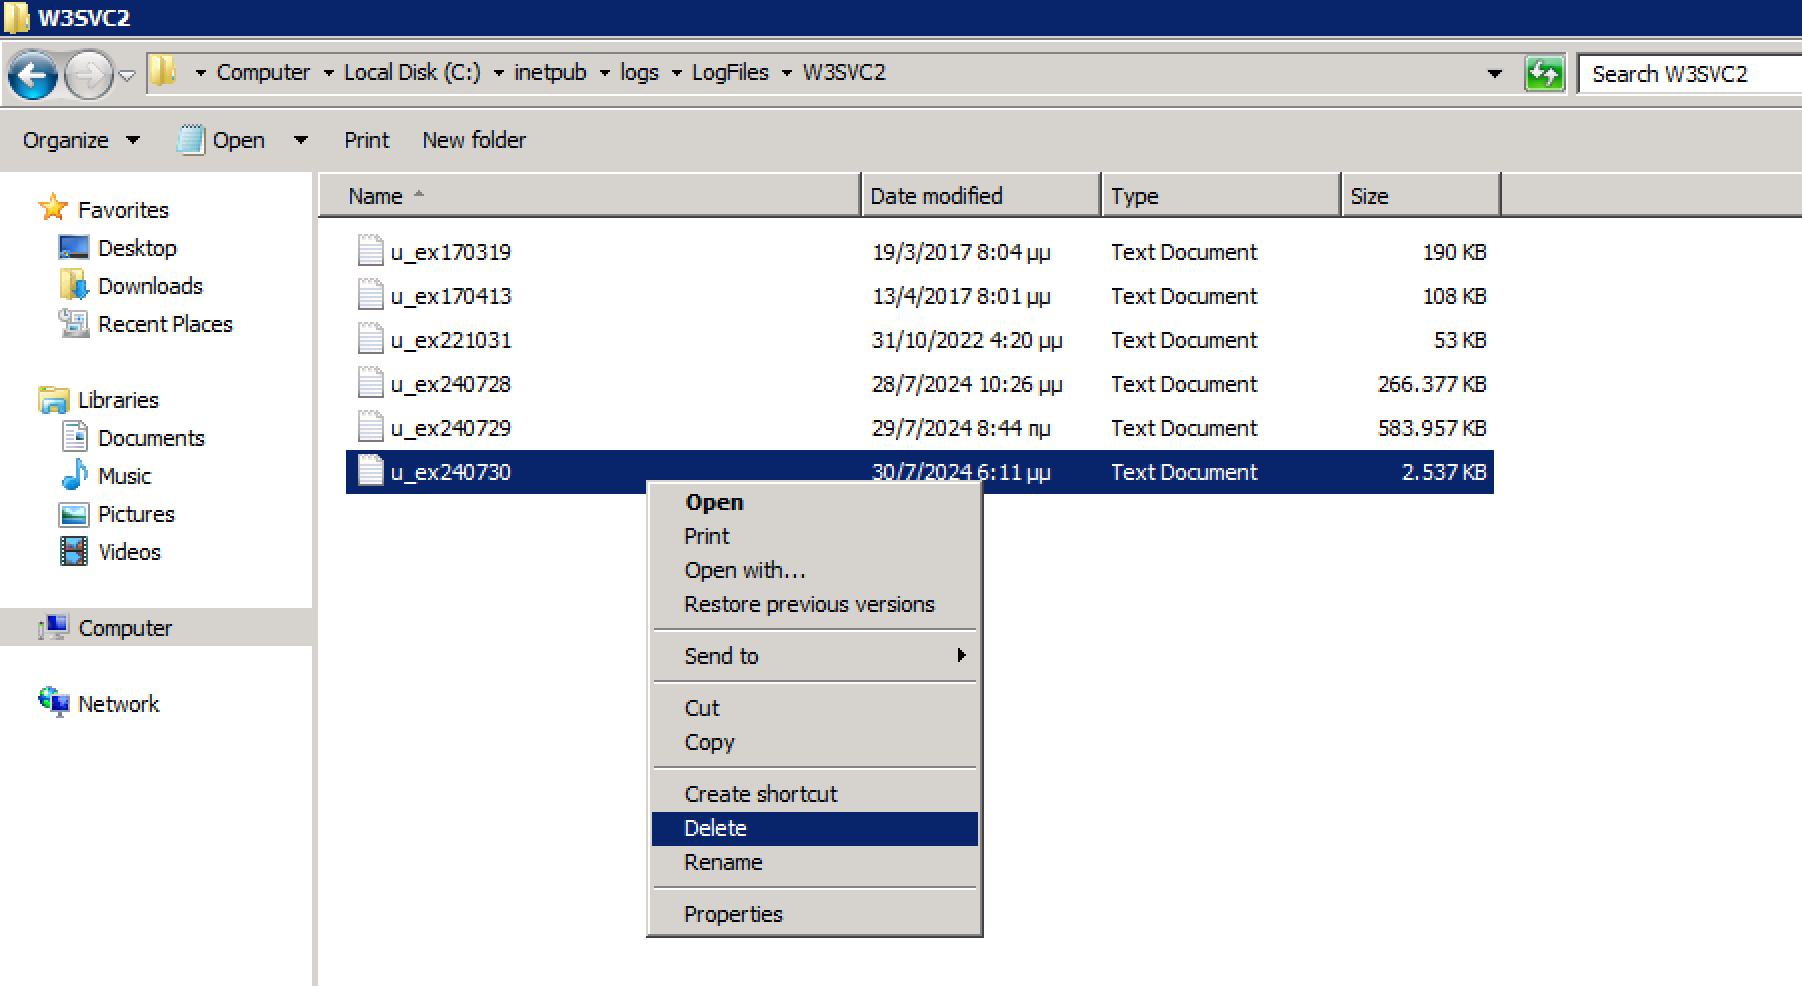 W3SVC2
Computer Local Disk (C:) inetpub logs LogFiles W3SVC2 Search W3SVC2
Organize Open Print New folder
Favorites
Desktop
Downloads
Recent Places
Libraries
Documents
Music
Pictures
Videos
Computer
Network
Name Date modified Type Size
u_ex170319 19/3/2017 8:04 μμ Text Document 190 KB
u_ex170413 13/4/2017 8:01 μμ Text Document 108 KB
u_ex221031 31/10/2022 4:20 μμ Text Document 53 KB
u_ex240728 28/7/2024 10:26 μμ Text Document 266.377 KB
u_ex240729 29/7/2024 8:44 πμ Text Document 583.957 KB
u_ex240730 30/7/2024 6:11 μμ Text Document 2.537 KB
Open
Print
Open with...
Restore previous versions
Send to
Cut
Copy
Create shortcut
Delete
Rename
Properties